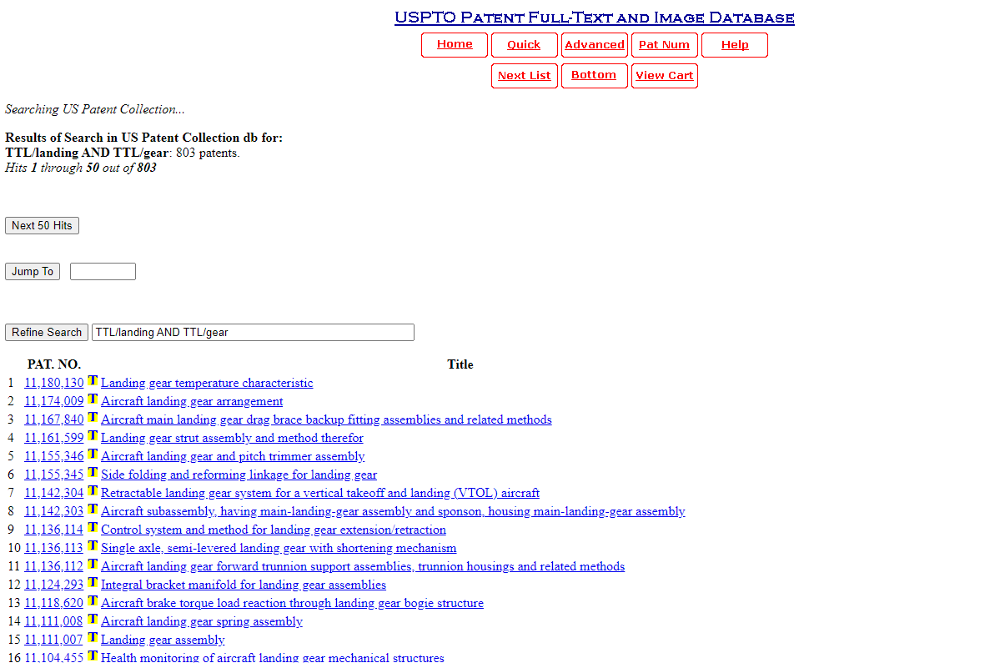 USPTO Patent Full-Text and Image Database
Home Quick Advanced Pat Num Help
Next List Bottom View Cart
Searching US Patent Collection...
Results of Search in US Patent Collection db for:
TTL/landing AND TTL/gear: 803 patents.
Hits 1 through 50 out of 803
Next 50 Hits
Jump To
Refine Search TTL/landing AND TTL/gear
PAT. NO. Title
1 11,180,130 T Landing gear temperature characteristic
2 11,174,009 T Aircraft landing gear arrangement
3 11,167,840 T Aircraft main landing gear drag brace backup fitting assemblies and related methods
4 11,161,599 T Landing gear strut assembly and method therefor
5 11,155,346 T Aircraft landing gear and pitch trimmer assembly
6 11,155,345 T Side folding and reforming linkage for landing gear
7 11,142,304 T Retractable landing gear system for a vertical takeoff and landing (VTOL) aircraft
8 11,142,303 T Aircraft subassembly, having main-landing-gear assembly and sponson, housing main-landing-gear assembly
9 11,136,114 T Control system and method for landing gear extension/retraction
10 11,136,113 T Single axle, semi-levered landing gear with shortening mechanism
11 11,136,112 T Aircraft landing gear forward trunnion support assemblies, trunnion housings and related methods
12 11,124,293 T Integral bracket manifold for landing gear assemblies
13 11,118,620 T Aircraft brake torque load reaction through landing gear bogie structure
14 11,111,008 T Aircraft landing gear spring assembly
15 11,111,007 T Landing gear assembly
16 11,104,455 T Health monitoring of aircraft landing gear mechanical structures